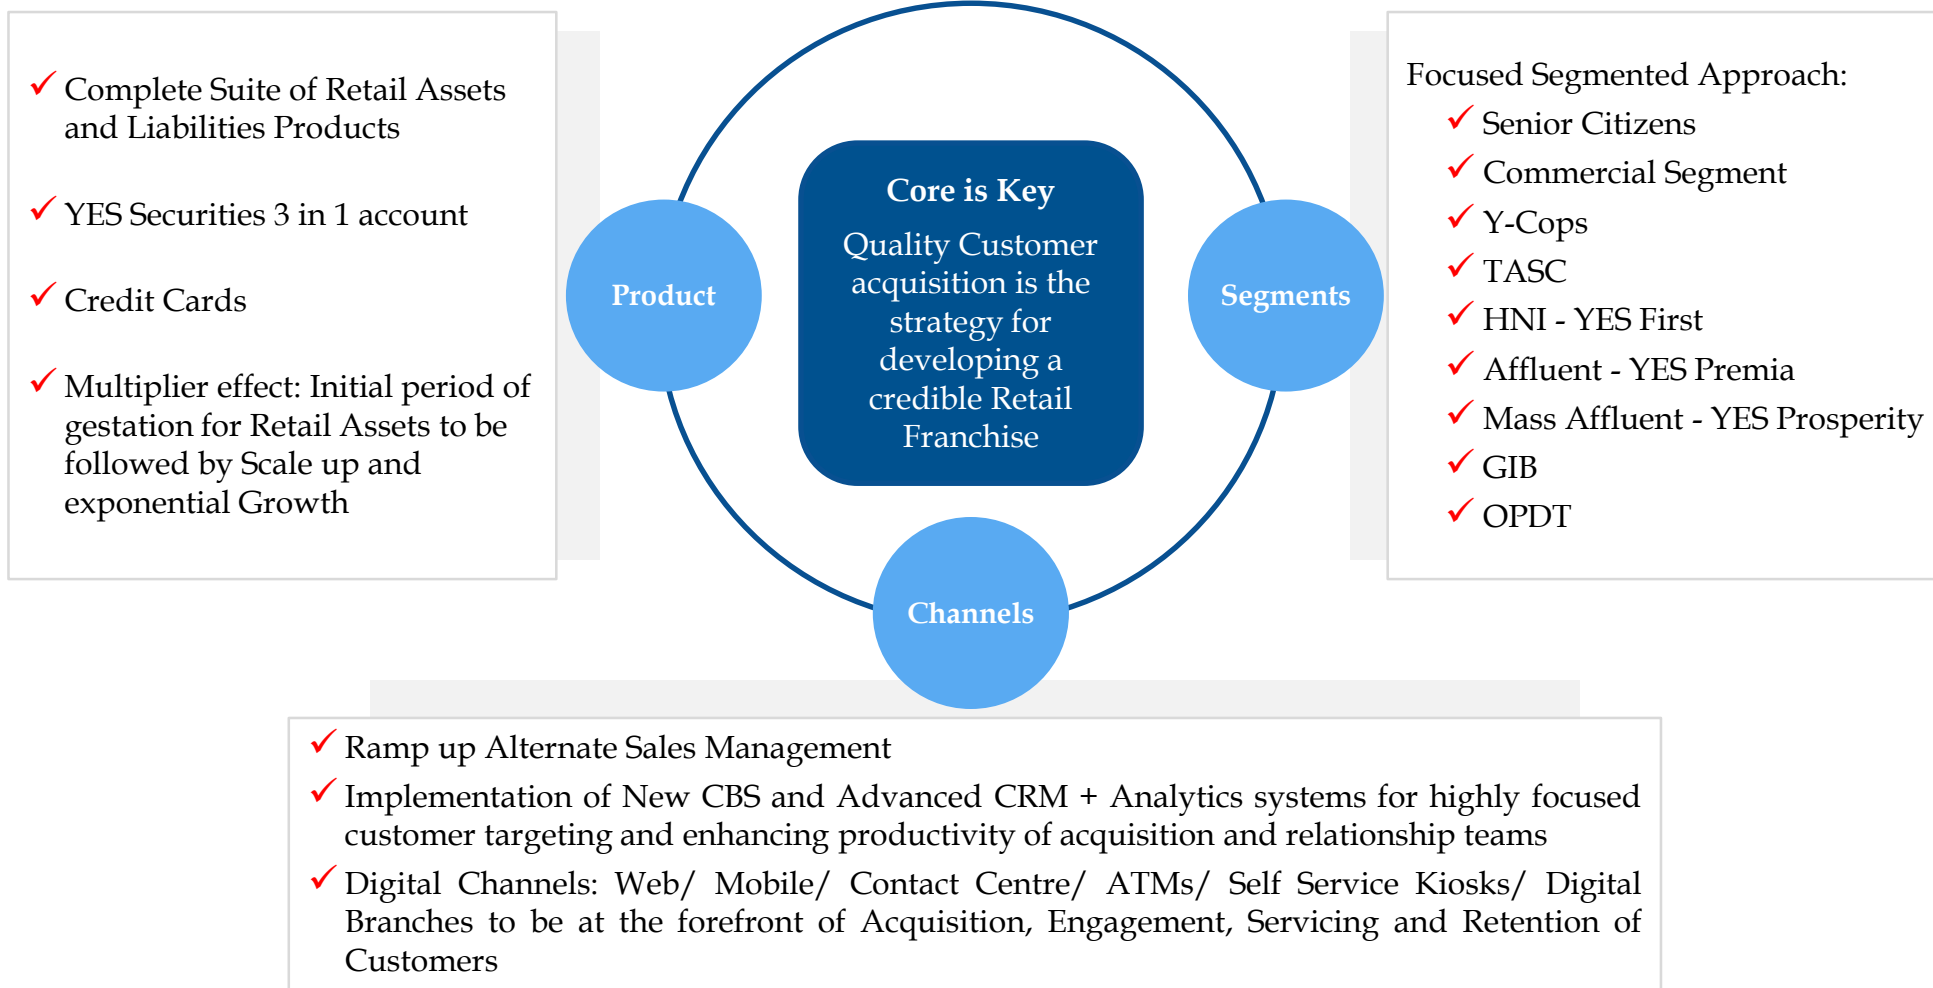 Complete Suite of Retail Assets
and Liabilities Products
YES Securities 3 in 1 account
Credit Cards
Multiplier effect: Initial period of
gestation for Retail Assets to be
followed by Scale up and
exponential Growth
Product
Core is Key
Quality Customer
acquisition is the
strategy for
developing a
credible Retail
Franchise
Segments
Focused Segmented Approach:
Senior Citizens
Commercial Segment
Y-Cops
TASC
HNI - YES First
Affluent - YES Premia
Mass Affluent - YES Prosperity
GIB
OPDT
Channels
Ramp up Alternate Sales Management
Implementation of New CBS and Advanced CRM + Analytics systems for highly focused
customer targeting and enhancing productivity of acquisition and relationship teams
Digital Channels: Web/ Mobile/ Contact Centre/ ATMs/ Self Service Kiosks/ Digital
Branches to be at the forefront of Acquisition, Engagement, Servicing and Retention of
Customers